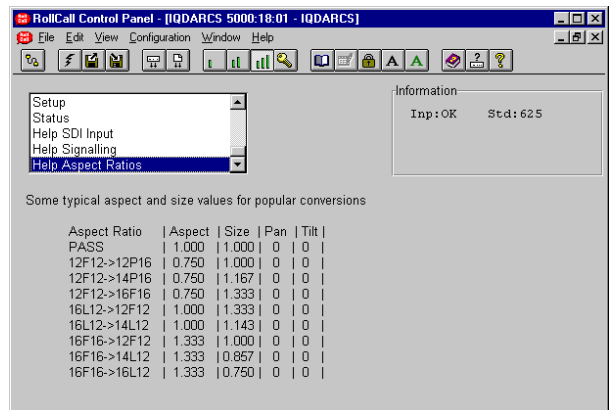 RollCall Control Panel - [IQDARCS 5000:18:01 - IQDARCS]
File Edit View Configuration Window Help
A A
Setup
Status
Help SDI Input
Help Signalling
Help Aspect Ratios
Information
Inp:OK Std:625
Some typical aspect and size values for popular conversions
Aspect Ratio | Aspect | Size | Pan | Tilt |
PASS | 1.000 | 1.000 | 0 | 0 |
12F12->12P16 | 0.750 | 1.000 | 0 | 0 |
12F12->14P16 | 0.750 | 1.167 | 0 | 0 |
12F12->16F16 | 0.750 | 1.333 | 0 | 0 |
16L12->12F12 | 1.000 | 1.333 | 0 | 0 |
16L12->14L12 | 1.000 | 1.143 | 0 | 0 |
16F16->12F12 | 1.333 | 1.000 | 0 | 0 |
16F16->14L12 | 1.333 | 0.857 | 0 | 0 |
16F16->16L12 | 1.333 | 0.750 | 0 | 0 |